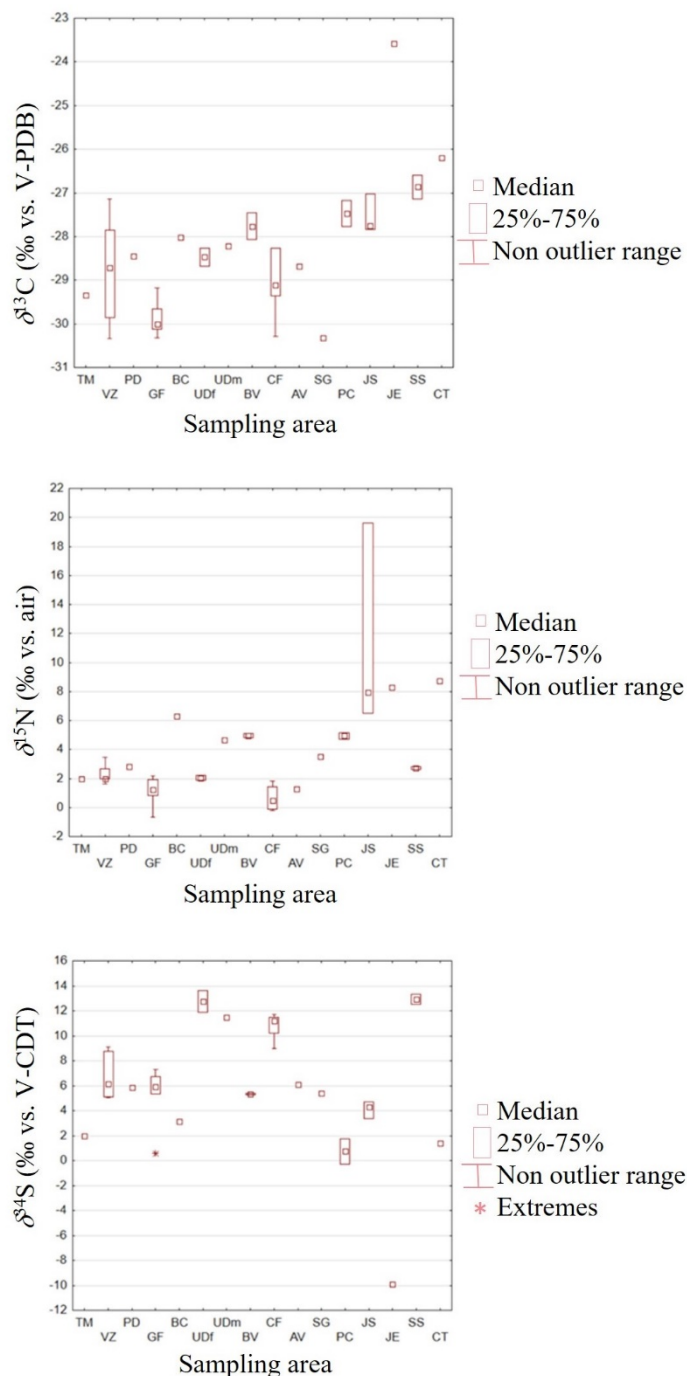 -23
-24
-25
-26
-27
-28
-29
-30
-31
δ13C (‰ vs. V-PDB)
TM PD BC UDm CF SG JS SS
VZ GF UDf BV AV PC JE CT
Sampling area
Median
25%-75%
Non outlier range
22
20
18
16
14
12
10
8
6
4
2
0
-2
δ15N (‰ vs. air)
TM PD BC UDm CF SG JS SS
VZ GF UDf BV AV PC JE CT
Sampling area
Median
25%-75%
Non outlier range
16
14
12
10
8
6
4
2
0
-2
-4
-6
-8
-10
-12
δ34S (‰ vs. V-CDT)
TM PD BC UDm CF SG JS SS
VZ GF UDf BV AV PC JE CT
Sampling area
Median
25%-75%
Non outlier range
Extremes